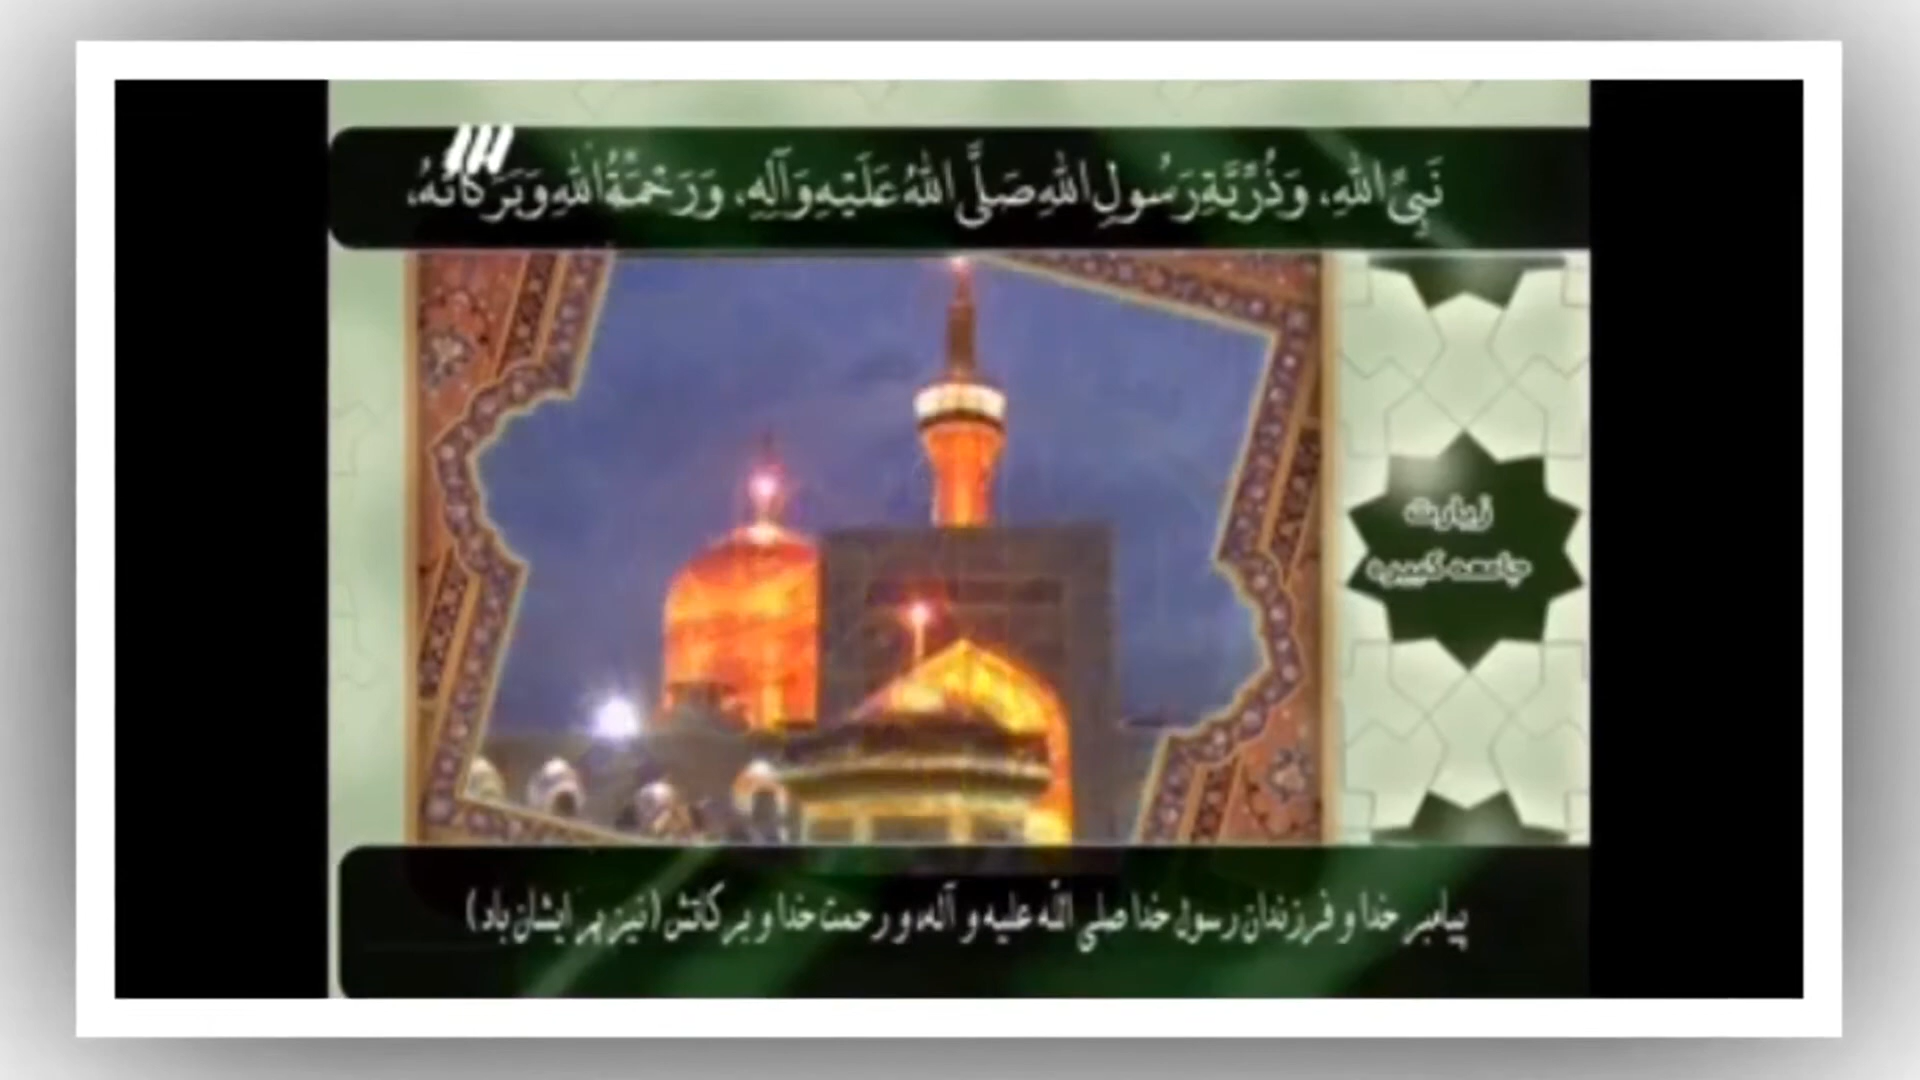 نَبِيِّ اللهِ، وَذُرِّيَّةِ رَسُولِ اللهِ صَلَّى اللهُ عَلَيْهِ وَآلِهِ، وَرَحْمَةُ اللهِ وَبَرَكَاتُهُ،
زیارت
جامعه کبیره
پیامبر خدا و فرزندان رسول خدا صلی الله علیه و آله، و رحمت خدا و برکاتش (نیز بر ایشان باد)